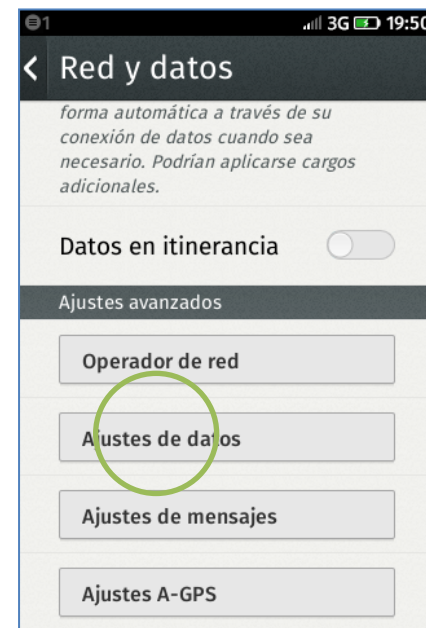 1 3G 19:50
Red y datos
forma automática a través de su
conexión de datos cuando sea
necesario. Podrían aplicarse cargos
adicionales.
Datos en itinerancia
Ajustes avanzados
Operador de red
Ajustes de datos
Ajustes de mensajes
Ajustes A-GPS